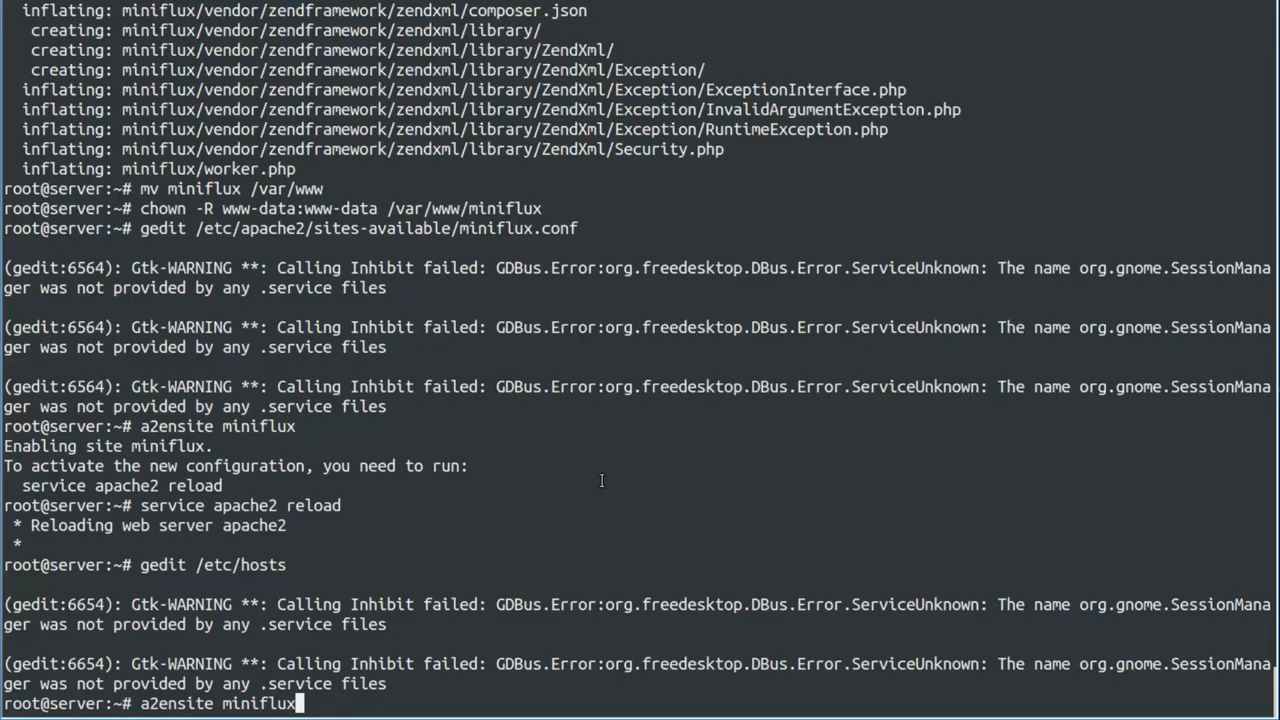 inflating: miniflux/vendor/zendframework/zendxml/composer.json
creating: miniflux/vendor/zendframework/zendxml/library/
creating: miniflux/vendor/zendframework/zendxml/library/ZendXml/
creating: miniflux/vendor/zendframework/zendxml/library/ZendXml/Exception/
inflating: miniflux/vendor/zendframework/zendxml/library/ZendXml/Exception/ExceptionInterface.php
inflating: miniflux/vendor/zendframework/zendxml/library/ZendXml/Exception/InvalidArgumentException.php
inflating: miniflux/vendor/zendframework/zendxml/library/ZendXml/Exception/RuntimeException.php
inflating: miniflux/vendor/zendframework/zendxml/library/ZendXml/Security.php
inflating: miniflux/worker.php
root@server:~# mv miniflux /var/www
root@server:~# chown -R www-data:www-data /var/www/miniflux
root@server:~# gedit /etc/apache2/sites-available/miniflux.conf
(gedit:6564): Gtk-WARNING **: Calling Inhibit failed: GDBus.Error:org.freedesktop.DBus.Error.ServiceUnknown: The name org.gnome.SessionMana
ger was not provided by any .service files
(gedit:6564): Gtk-WARNING **: Calling Inhibit failed: GDBus.Error:org.freedesktop.DBus.Error.ServiceUnknown: The name org.gnome.SessionMana
ger was not provided by any .service files
(gedit:6564): Gtk-WARNING **: Calling Inhibit failed: GDBus.Error:org.freedesktop.DBus.Error.ServiceUnknown: The name org.gnome.SessionMana
ger was not provided by any .service files
root@server:~# a2ensite miniflux
Enabling site miniflux.
To activate the new configuration, you need to run:
service apache2 reload
root@server:~# service apache2 reload
* Reloading web server apache2
*
root@server:~# gedit /etc/hosts
(gedit:6654): Gtk-WARNING **: Calling Inhibit failed: GDBus.Error:org.freedesktop.DBus.Error.ServiceUnknown: The name org.gnome.SessionMana
ger was not provided by any .service files
(gedit:6654): Gtk-WARNING **: Calling Inhibit failed: GDBus.Error:org.freedesktop.DBus.Error.ServiceUnknown: The name org.gnome.SessionMana
ger was not provided by any .service files
root@server:~# a2ensite miniflux